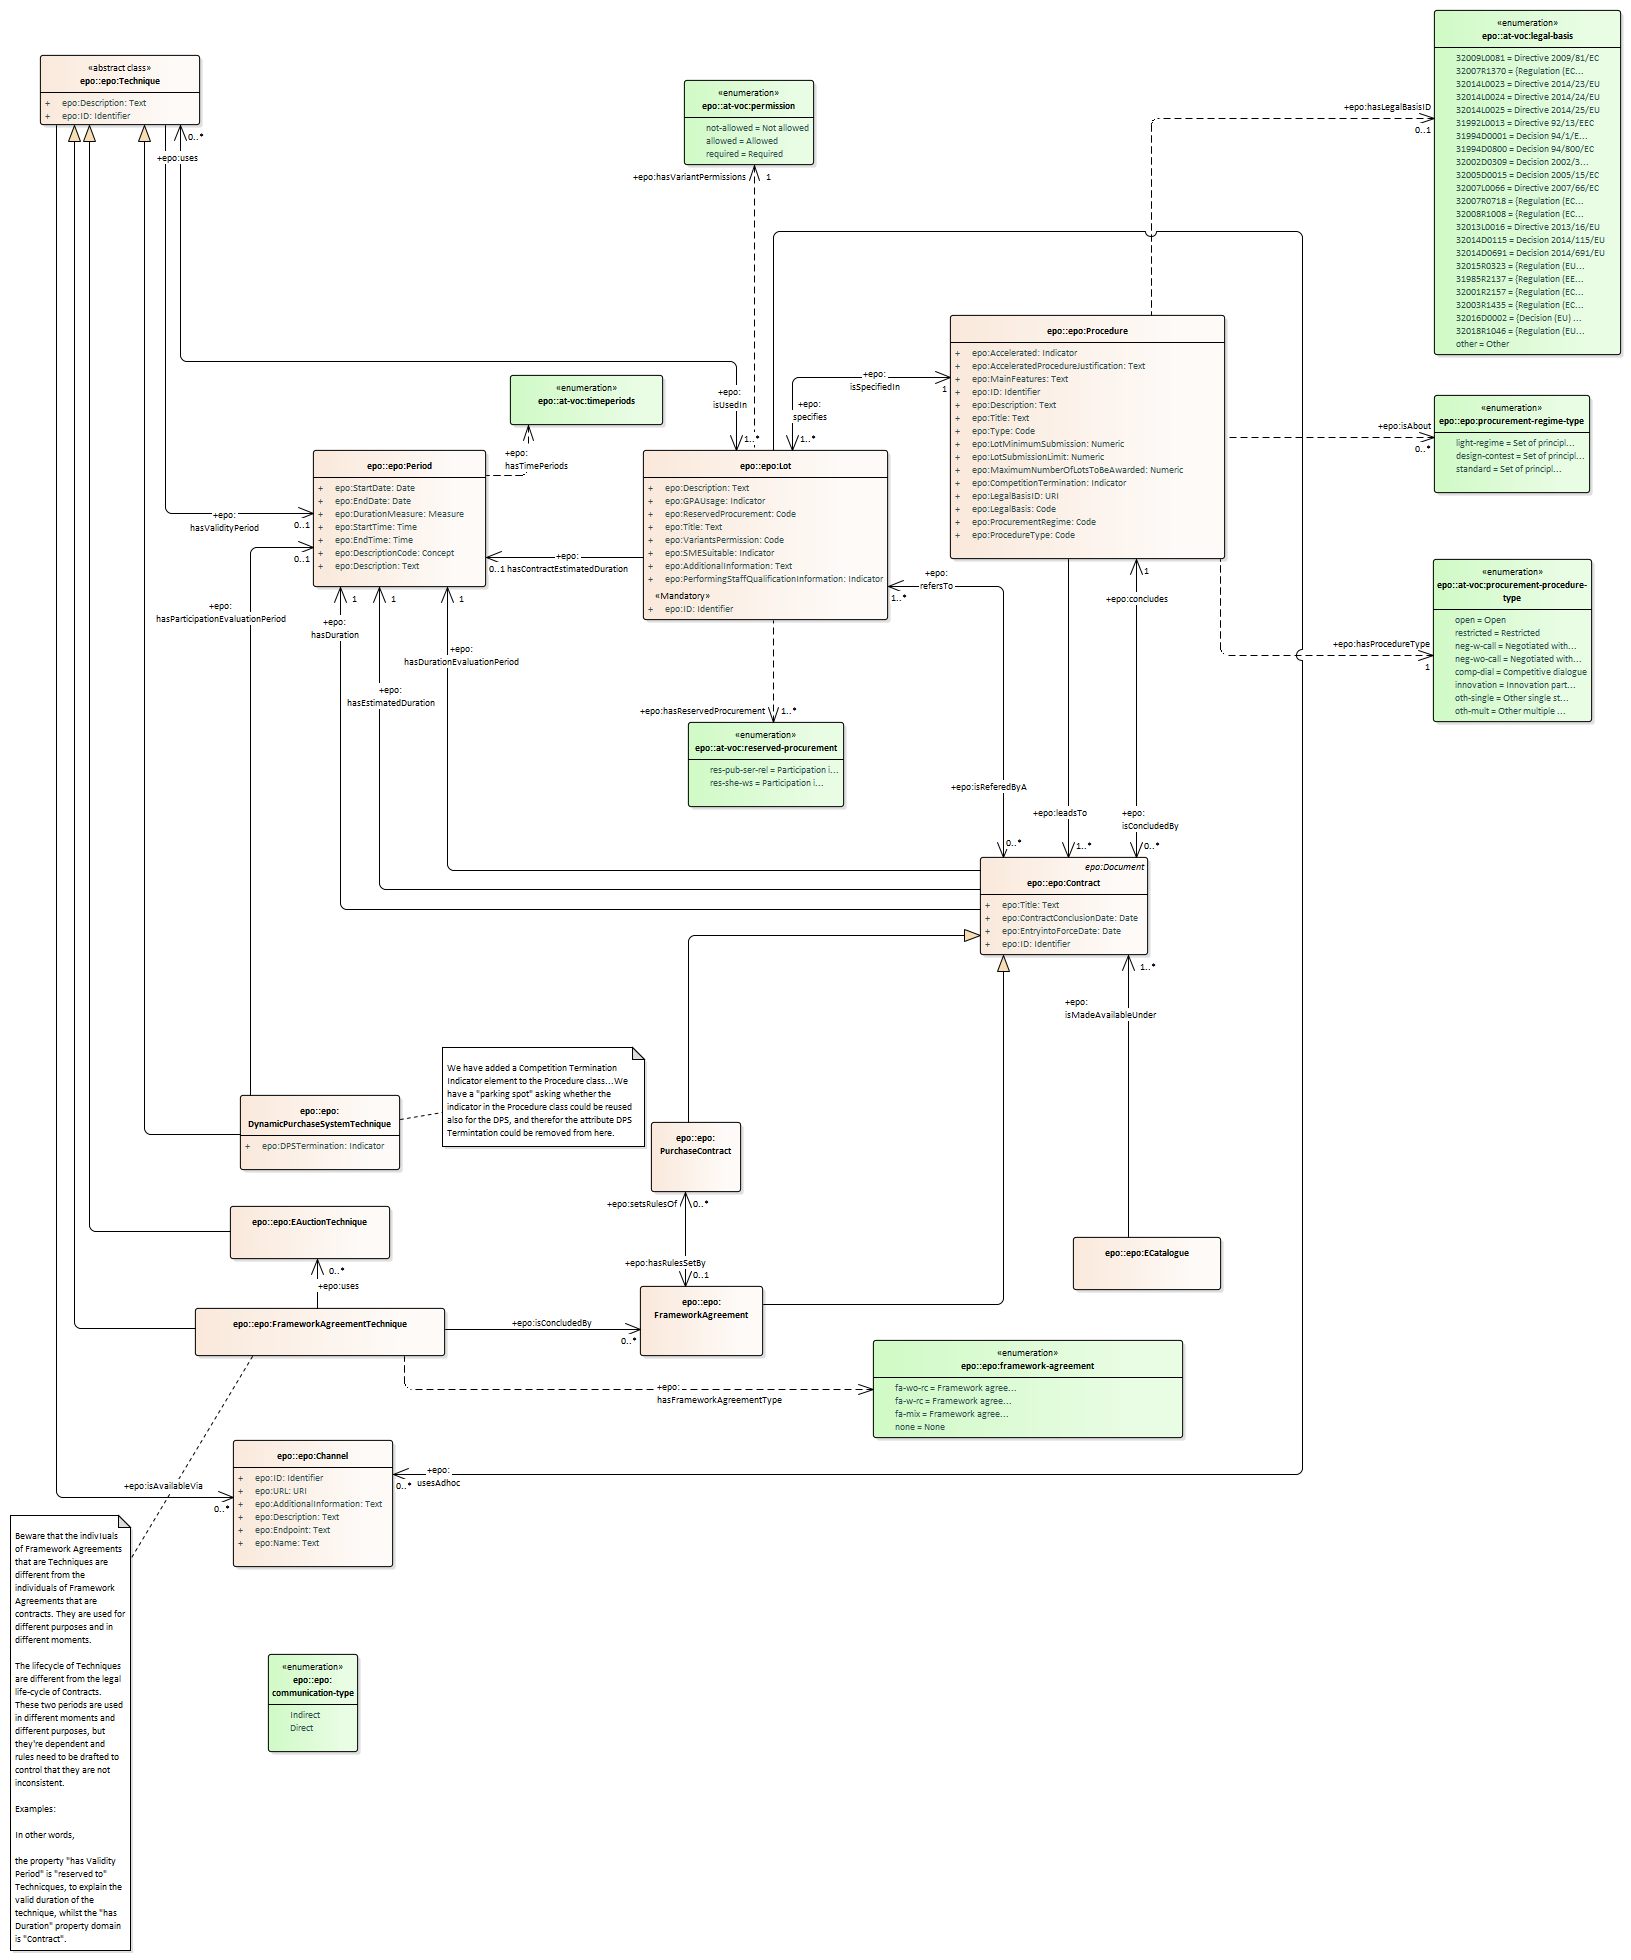 «abstract class»
epo::epo:Technique
+ epo:Description: Text
+ epo:ID: Identifier
0..*
+epo:uses
«enumeration»
epo::at-voc:permission
not-allowed = Not allowed
allowed = Allowed
required = Required
+epo:hasVariantPermissions
1
«enumeration»
epo::at-voc:legal-basis
32009L0081 = Directive 2009/81/EC
32007R1370 = {Regulation (EC...
32014L0023 = Directive 2014/23/EU
32014L0024 = Directive 2014/24/EU
32014L0025 = Directive 2014/25/EU
31992L0013 = Directive 92/13/EEC
31994D0001 = Decision 94/1/E...
31994D0800 = Decision 94/800/EC
32002D0309 = Decision 2002/3...
32005D0015 = Decision 2005/15/EC
32007L0066 = Directive 2007/66/EC
32007R0718 = {Regulation (EC...
32008R1008 = {Regulation (EC...
32013L0016 = Directive 2013/16/EU
32014D0115 = Decision 2014/115/EU
32014D0691 = Decision 2014/691/EU
32015R0323 = {Regulation (EU...
31985R2137 = {Regulation (EE...
32001R2157 = {Regulation (EC...
32003R1435 = {Regulation (EC...
32016D0002 = {Decision (EU) ...
32018R1046 = {Regulation (EU...
other = Other
+epo:hasLegalBasisID
0..1
epo::epo:Procedure
+ epo:Accelerated: Indicator
+ epo:AcceleratedProcedureJustification: Text
+ epo:MainFeatures: Text
+ epo:ID: Identifier
+ epo:Description: Text
+ epo:Title: Text
+ epo:Type: Code
+ epo:LotMinimumSubmission: Numeric
+ epo:LotSubmissionLimit: Numeric
+ epo:MaximumNumberOfLotsToBeAwarded: Numeric
+ epo:CompetitionTermination: Indicator
+ epo:LegalBasisID: URI
+ epo:LegalBasis: Code
+ epo:ProcurementRegime: Code
+ epo:ProcedureType: Code
+epo:
isSpecifiedIn
1
+epo:
specifies
1..*
+epo:
isUsedIn
1..*
«enumeration»
epo::at-voc:timeperiods
+epo:
hasTimePeriods
«enumeration»
epo::epo:procurement-regime-type
light-regime = Set of principl...
design-contest = Set of principl...
standard = Set of principl...
+epo:isAbout
0..*
epo::epo:Period
+ epo:StartDate: Date
+ epo:EndDate: Date
+ epo:DurationMeasure: Measure
+ epo:StartTime: Time
+ epo:EndTime: Time
+ epo:DescriptionCode: Concept
+ epo:Description: Text
+epo:
hasValidityPeriod
0..1
0..1
+epo:
hasParticipationEvaluationPeriod
epo::epo:Lot
+ epo:Description: Text
+ epo:GPAUsage: Indicator
+ epo:ReservedProcurement: Code
+ epo:Title: Text
+ epo:VariantsPermission: Code
+ epo:SMESuitable: Indicator
+ epo:AdditionalInformation: Text
+ epo:PerformingStaffQualificationInformation: Indicator
«Mandatory»
+ epo:ID: Identifier
+epo:
0..1 hasContractEstimatedDuration
«enumeration»
epo::at-voc:procurement-procedure-
type
open = Open
restricted = Restricted
neg-w-call = Negotiated with...
neg-wo-call = Negotiated with...
comp-dial = Competitive dialogue
innovation = Innovation part...
oth-single = Other single st...
oth-mult = Other multiple ...
+epo:hasProcedureType
1
+epo:
refersTo
1..*
1
+epo:concludes
1
+epo:
hasDuration
1
+epo:
hasEstimatedDuration
1
+epo:
hasDurationEvaluationPeriod
+epo:hasReservedProcurement
1..*
«enumeration»
epo::at-voc:reserved-procurement
res-pub-ser-rel = Participation i...
res-she-ws = Participation i...
+epo:isReferedByA
0..*
+epo:leadsTo
1..*
+epo:
isConcludedBy
0..*
epo:Document
epo::epo:Contract
+ epo:Title: Text
+ epo:ContractConclusionDate: Date
+ epo:EntryintoForceDate: Date
+ epo:ID: Identifier
1..*
+epo:
isMadeAvailableUnder
We have added a Competition Termination
Indicator element to the Procedure class...We
have a "parking spot" asking whether the
indicator in the Procedure class could be reused
also for the DPS, and therefor the attribute DPS
Termintation could be removed from here.
epo::epo:
DynamicPurchaseSystemTechnique
+ epo:DPSTermination: Indicator
epo::epo:
PurchaseContract
+epo:setsRulesOf
0..*
+epo:hasRulesSetBy
0..1
epo::epo:EAuctionTechnique
0..*
+epo:uses
epo::epo:ECatalogue
epo::epo:FrameworkAgreementTechnique
+epo:isConcludedBy
0..*
epo::epo:
FrameworkAgreement
«enumeration»
epo::epo:framework-agreement
fa-wo-rc = Framework agree...
fa-w-rc = Framework agree...
fa-mix = Framework agree...
none = None
+epo:
hasFrameworkAgreementType
epo::epo:Channel
+ epo:ID: Identifier
+ epo:URL: URI
+ epo:AdditionalInformation: Text
+ epo:Description: Text
+ epo:Endpoint: Text
+ epo:Name: Text
+epo:
usesAdhoc
0..*
+epo:isAvailableVia
0..*
Beware that the indivIuals
of Framework Agreements
that are Techniques are
different from the
individuals of Framework
Agreements that are
contracts. They are used for
different purposes and in
different moments.
The lifecycle of Techniques
are different from the legal
life-cycle of Contracts.
These two periods are used
in different moments and
different purposes, but
they're dependent and
rules need to be drafted to
control that they are not
inconsistent.
Examples:
In other words,
the property "has Validity
Period" is "reserved to"
Technicques, to explain the
valid duration of the
technique, whilst the "has
Duration" property domain
is "Contract".
«enumeration»
epo::epo:
communication-type
Indirect
Direct